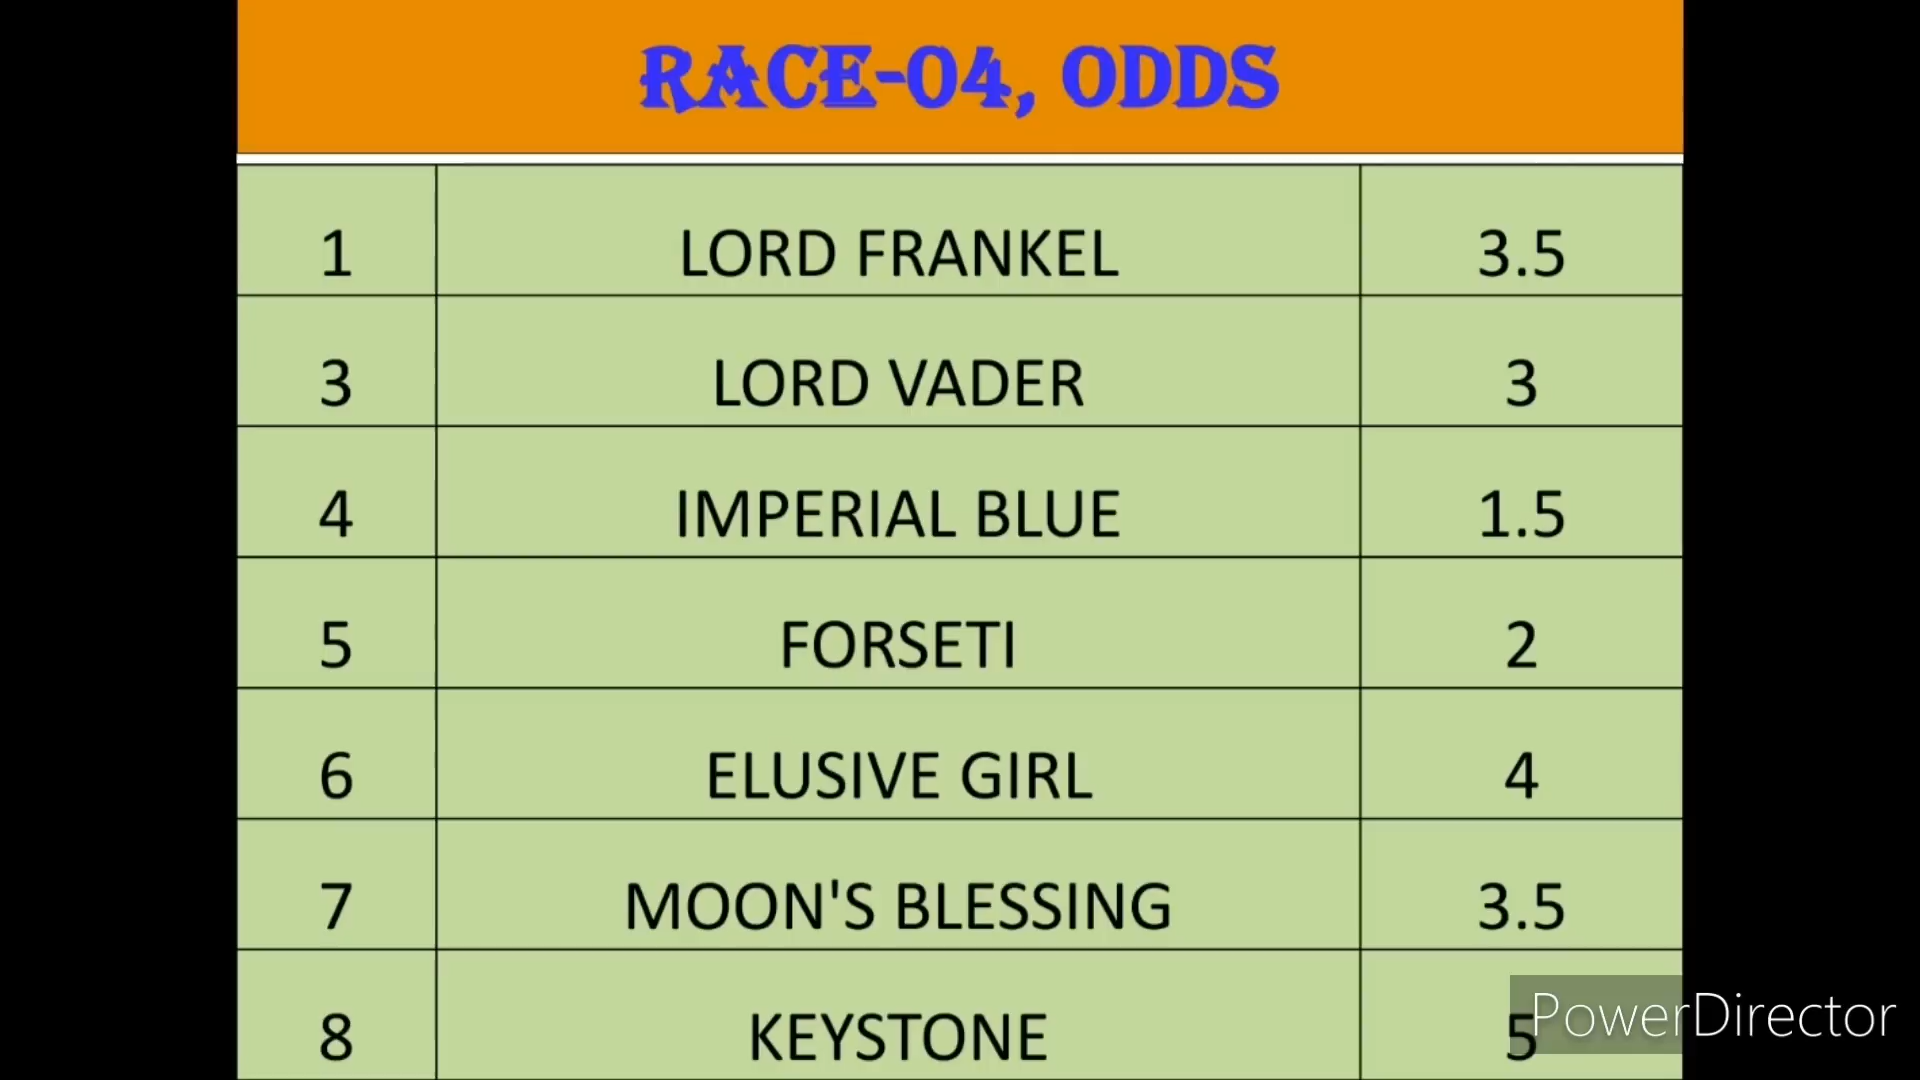 RACE-04, ODDS
1 LORD FRANKEL 3.5
3 LORD VADER 3
4 IMPERIAL BLUE 1.5
5 FORSETI 2
6 ELUSIVE GIRL 4
7 MOON'S BLESSING 3.5
8 KEYSTONE 5
PowerDirector